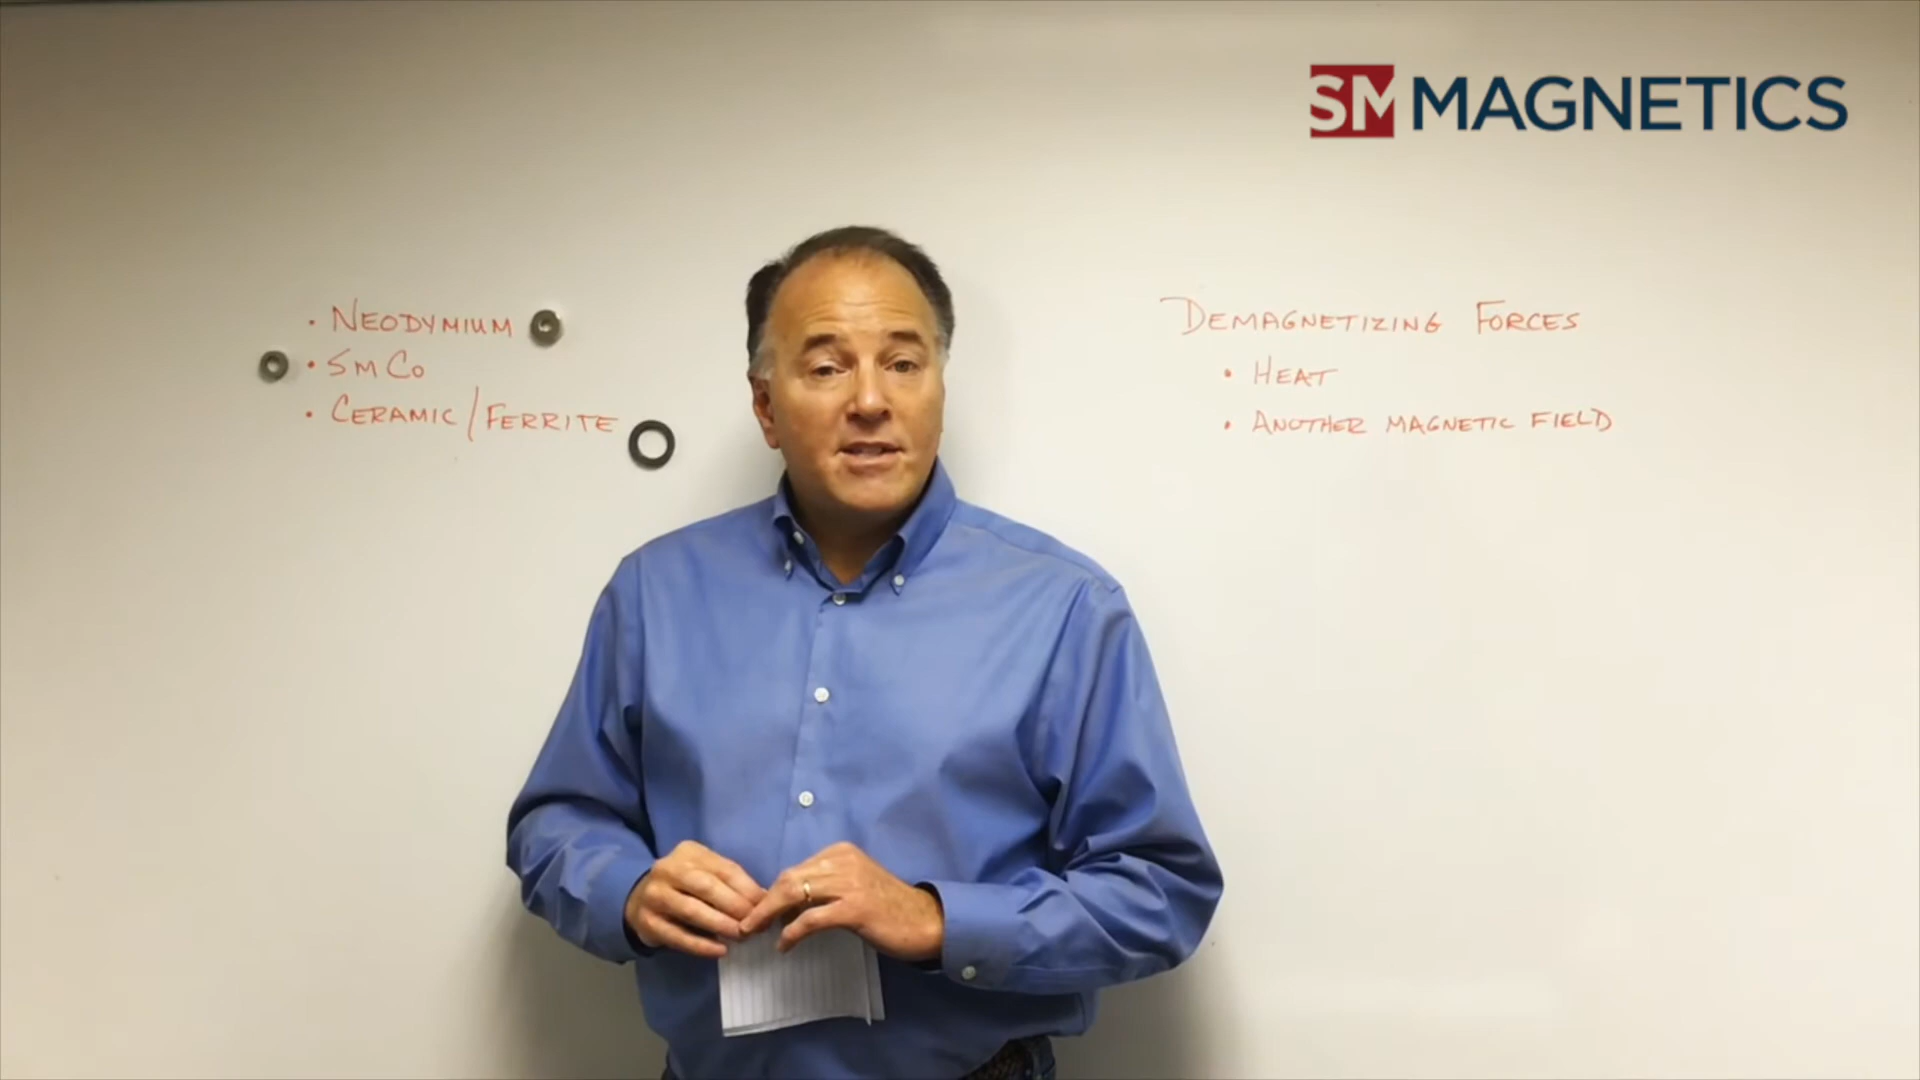 SM MAGNETICS
• NEODYMIUM
• SMCO
• CERAMIC/FERRITE
DEMAGNETIZING FORCES
• HEAT
• ANOTHER MAGNETIC FIELD